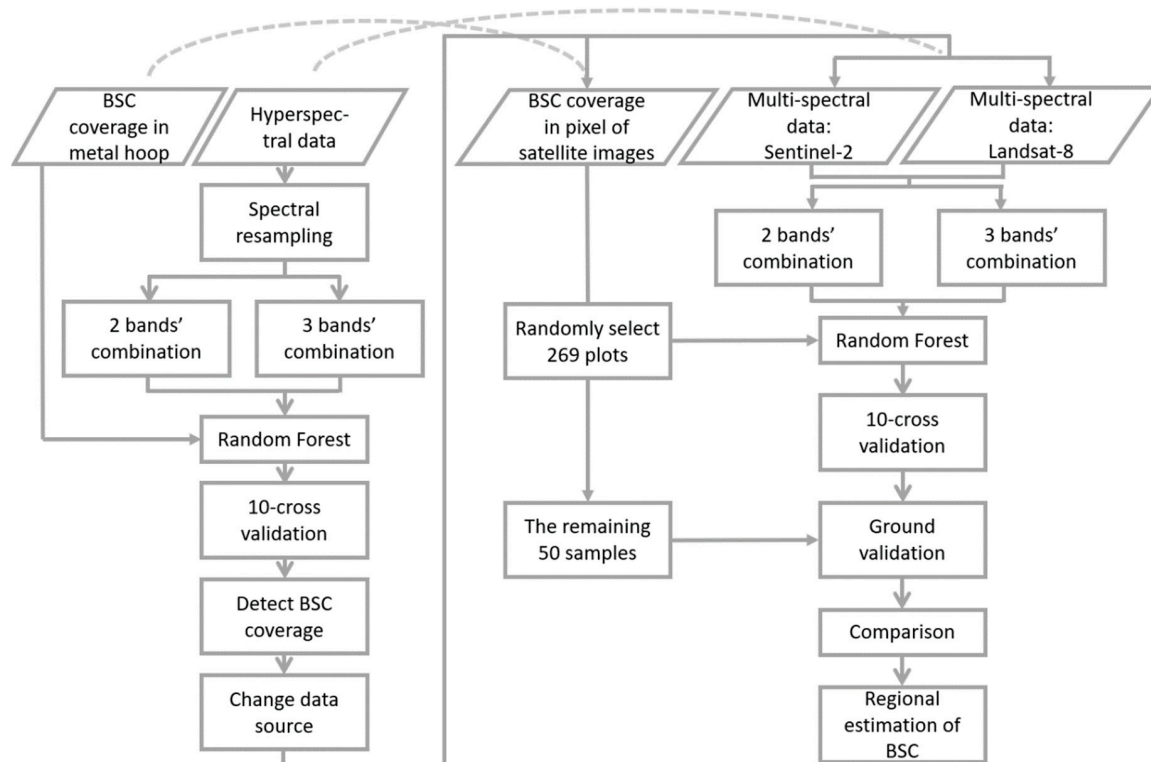 BSC
coverage in
metal hoop
Hyperspec-
tral data
Spectral
resampling
2 bands’
combination
3 bands’
combination
Random Forest
10-cross
validation
Detect BSC
coverage
Change data
source
BSC coverage
in pixel of
satellite images
Multi-spectral
data:
Sentinel-2
Multi-spectral
data:
Landsat-8
2 bands’
combination
3 bands’
combination
Randomly select
269 plots
Random Forest
10-cross
validation
The remaining
50 samples
Ground
validation
Comparison
Regional
estimation of
BSC